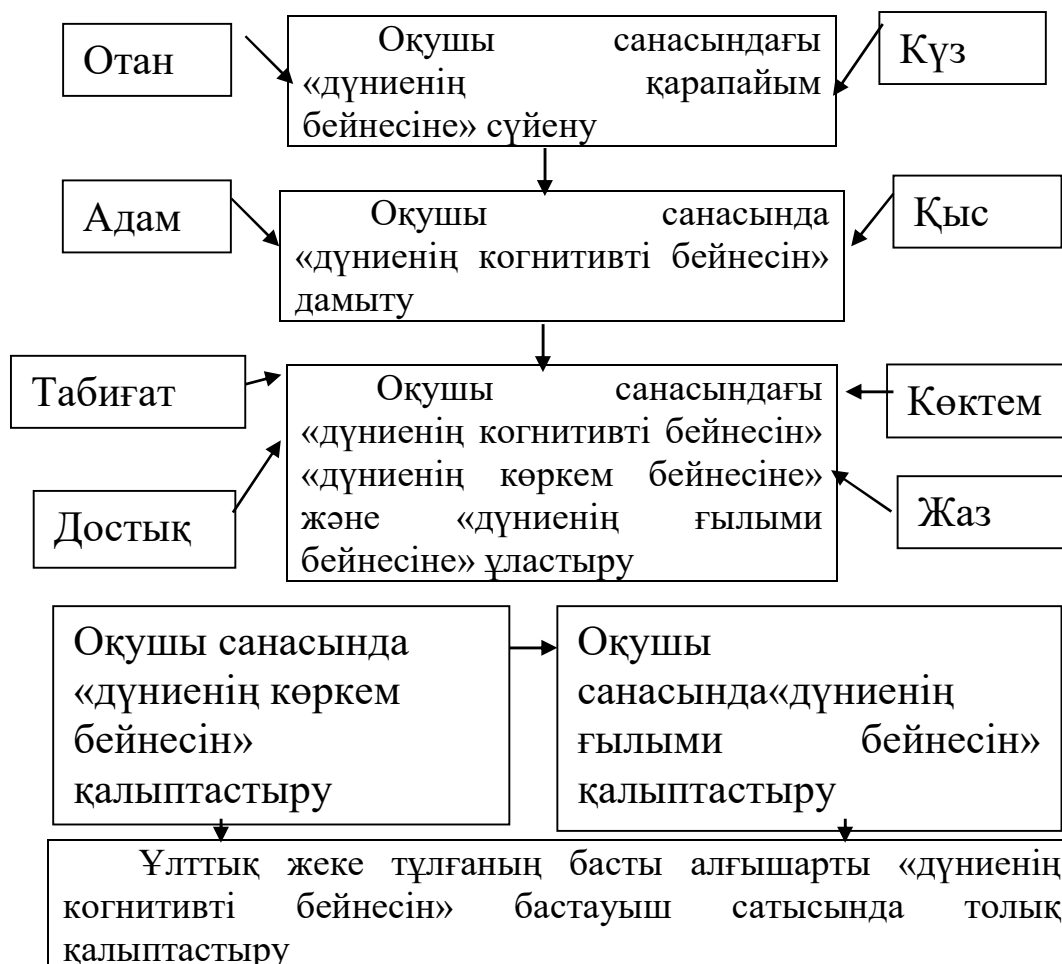 Отан
Оқушы санасындағы
«дүниенің қарапайым
бейнесіне» сүйену
Күз
Адам
Оқушы санасында
«дүниенің когнитивті бейнесін»
дамыту
Қыс
Табиғат
Оқушы санасындағы
«дүниенің когнитивті бейнесін»
«дүниенің көркем бейнесіне»
және «дүниенің ғылыми
бейнесіне» ұластыру
Көктем
Достық
Жаз
Оқушы санасында
«дүниенің көркем
бейнесін»
қалыптастыру
Оқушы
санасында«дүниенің
ғылыми бейнесін»
қалыптастыру
Ұлттық жеке тұлғаның басты алғышарты «дүниенің
когнитивті бейнесін» бастауыш сатысында толық
қалыптастыру